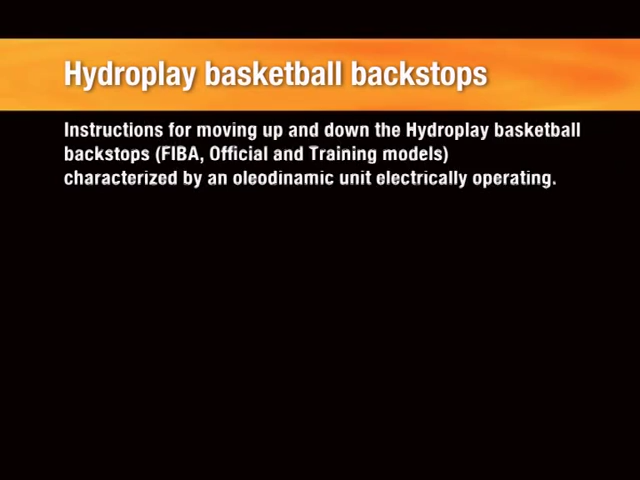 Hydroplay basketball backstops
Instructions for moving up and down the Hydroplay basketball
backstops (FIBA, Official and Training models)
characterized by an oleodinamic unit electrically operating.